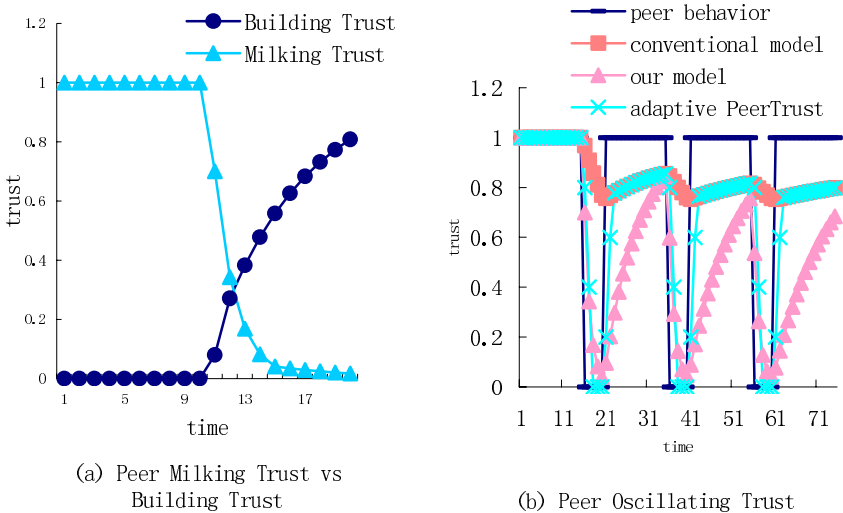 Building Trust
Milking Trust
1.2
1
0.8
0.6
0.4
0.2
0
trust
1 5 9 13 17
time
(a) Peer Milking Trust vs
Building Trust
peer behavior
conventional model
our model
adaptive PeerTrust
1.2
1
0.8
0.6
0.4
0.2
0
trust
1 11 21 31 41 51 61 71
time
(b) Peer Oscillating Trust